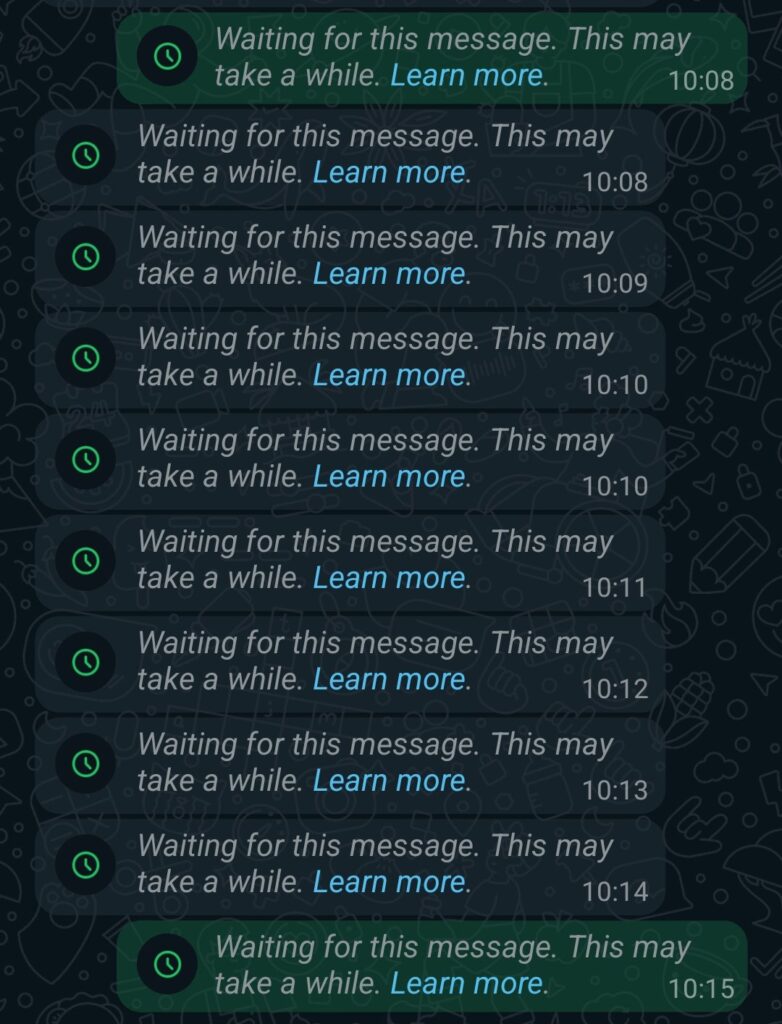 Waiting for this message. This may
take a while. Learn more.
10:08
Waiting for this message. This may
take a while. Learn more.
10:08
Waiting for this message. This may
take a while. Learn more.
10:09
Waiting for this message. This may
take a while. Learn more.
10:10
Waiting for this message. This may
take a while. Learn more.
10:10
Waiting for this message. This may
take a while. Learn more.
10:11
Waiting for this message. This may
take a while. Learn more.
10:12
Waiting for this message. This may
take a while. Learn more.
10:13
Waiting for this message. This may
take a while. Learn more.
10:14
Waiting for this message. This may
take a while. Learn more.
10:15